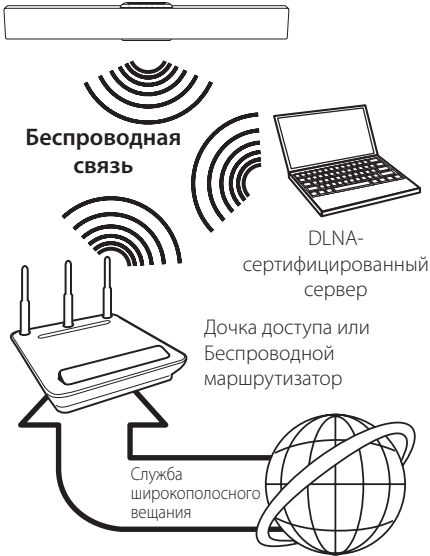 Беспроводная
связь
DLNA-
сертифицированный
сервер
Дочка доступа или
Беспроводной
маршрутизатор
Служба
широкополосного
вещания